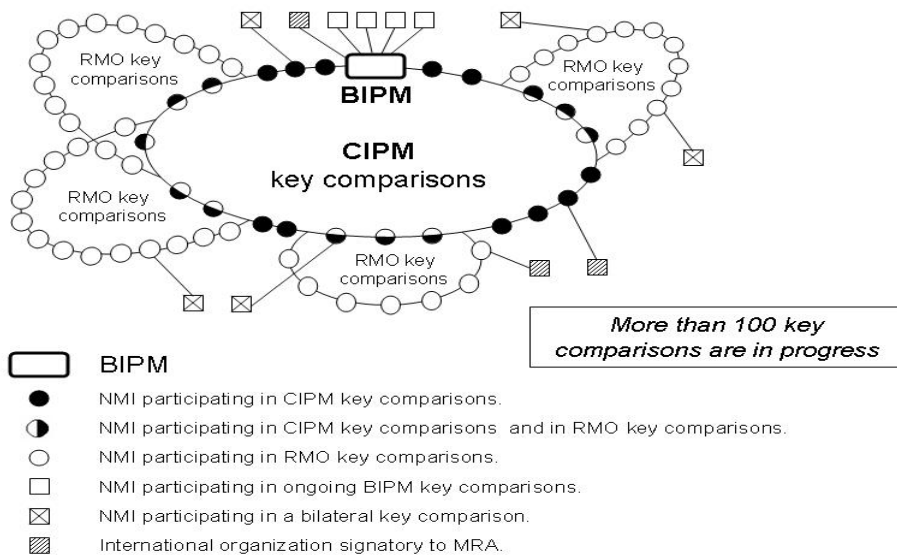 RMO key
comparisons
BIPM
RMO key
comparisons
CIPM
key comparisons
RMO key
comparisons
RMO key
comparisons
More than 100 key
comparisons are in progress
BIPM
NMI participating in CIPM key comparisons.
NMI participating in CIPM key comparisons and in RMO key comparisons.
NMI participating in RMO key comparisons.
NMI participating in ongoing BIPM key comparisons.
NMI participating in a bilateral key comparison.
International organization signatory to MRA.